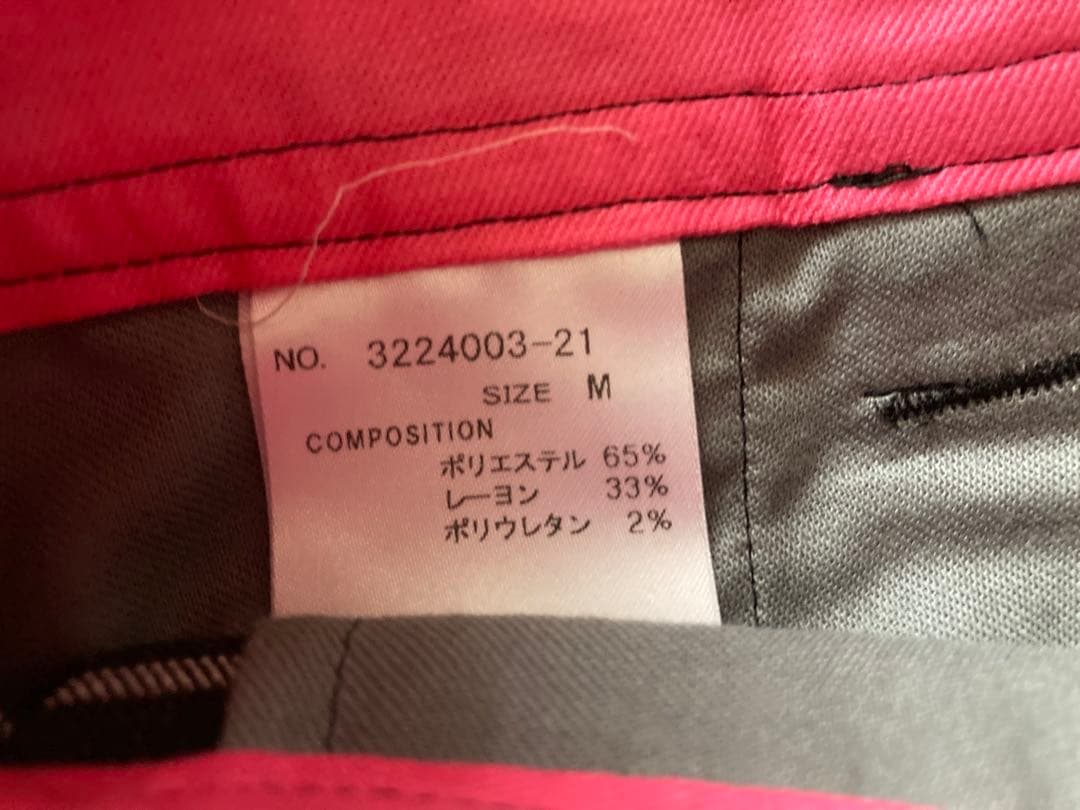 NO. 3224003-21
SIZE M
COMPOSITION
ポリエステル 65%
レーヨン 33%
ポリウレタン 2%